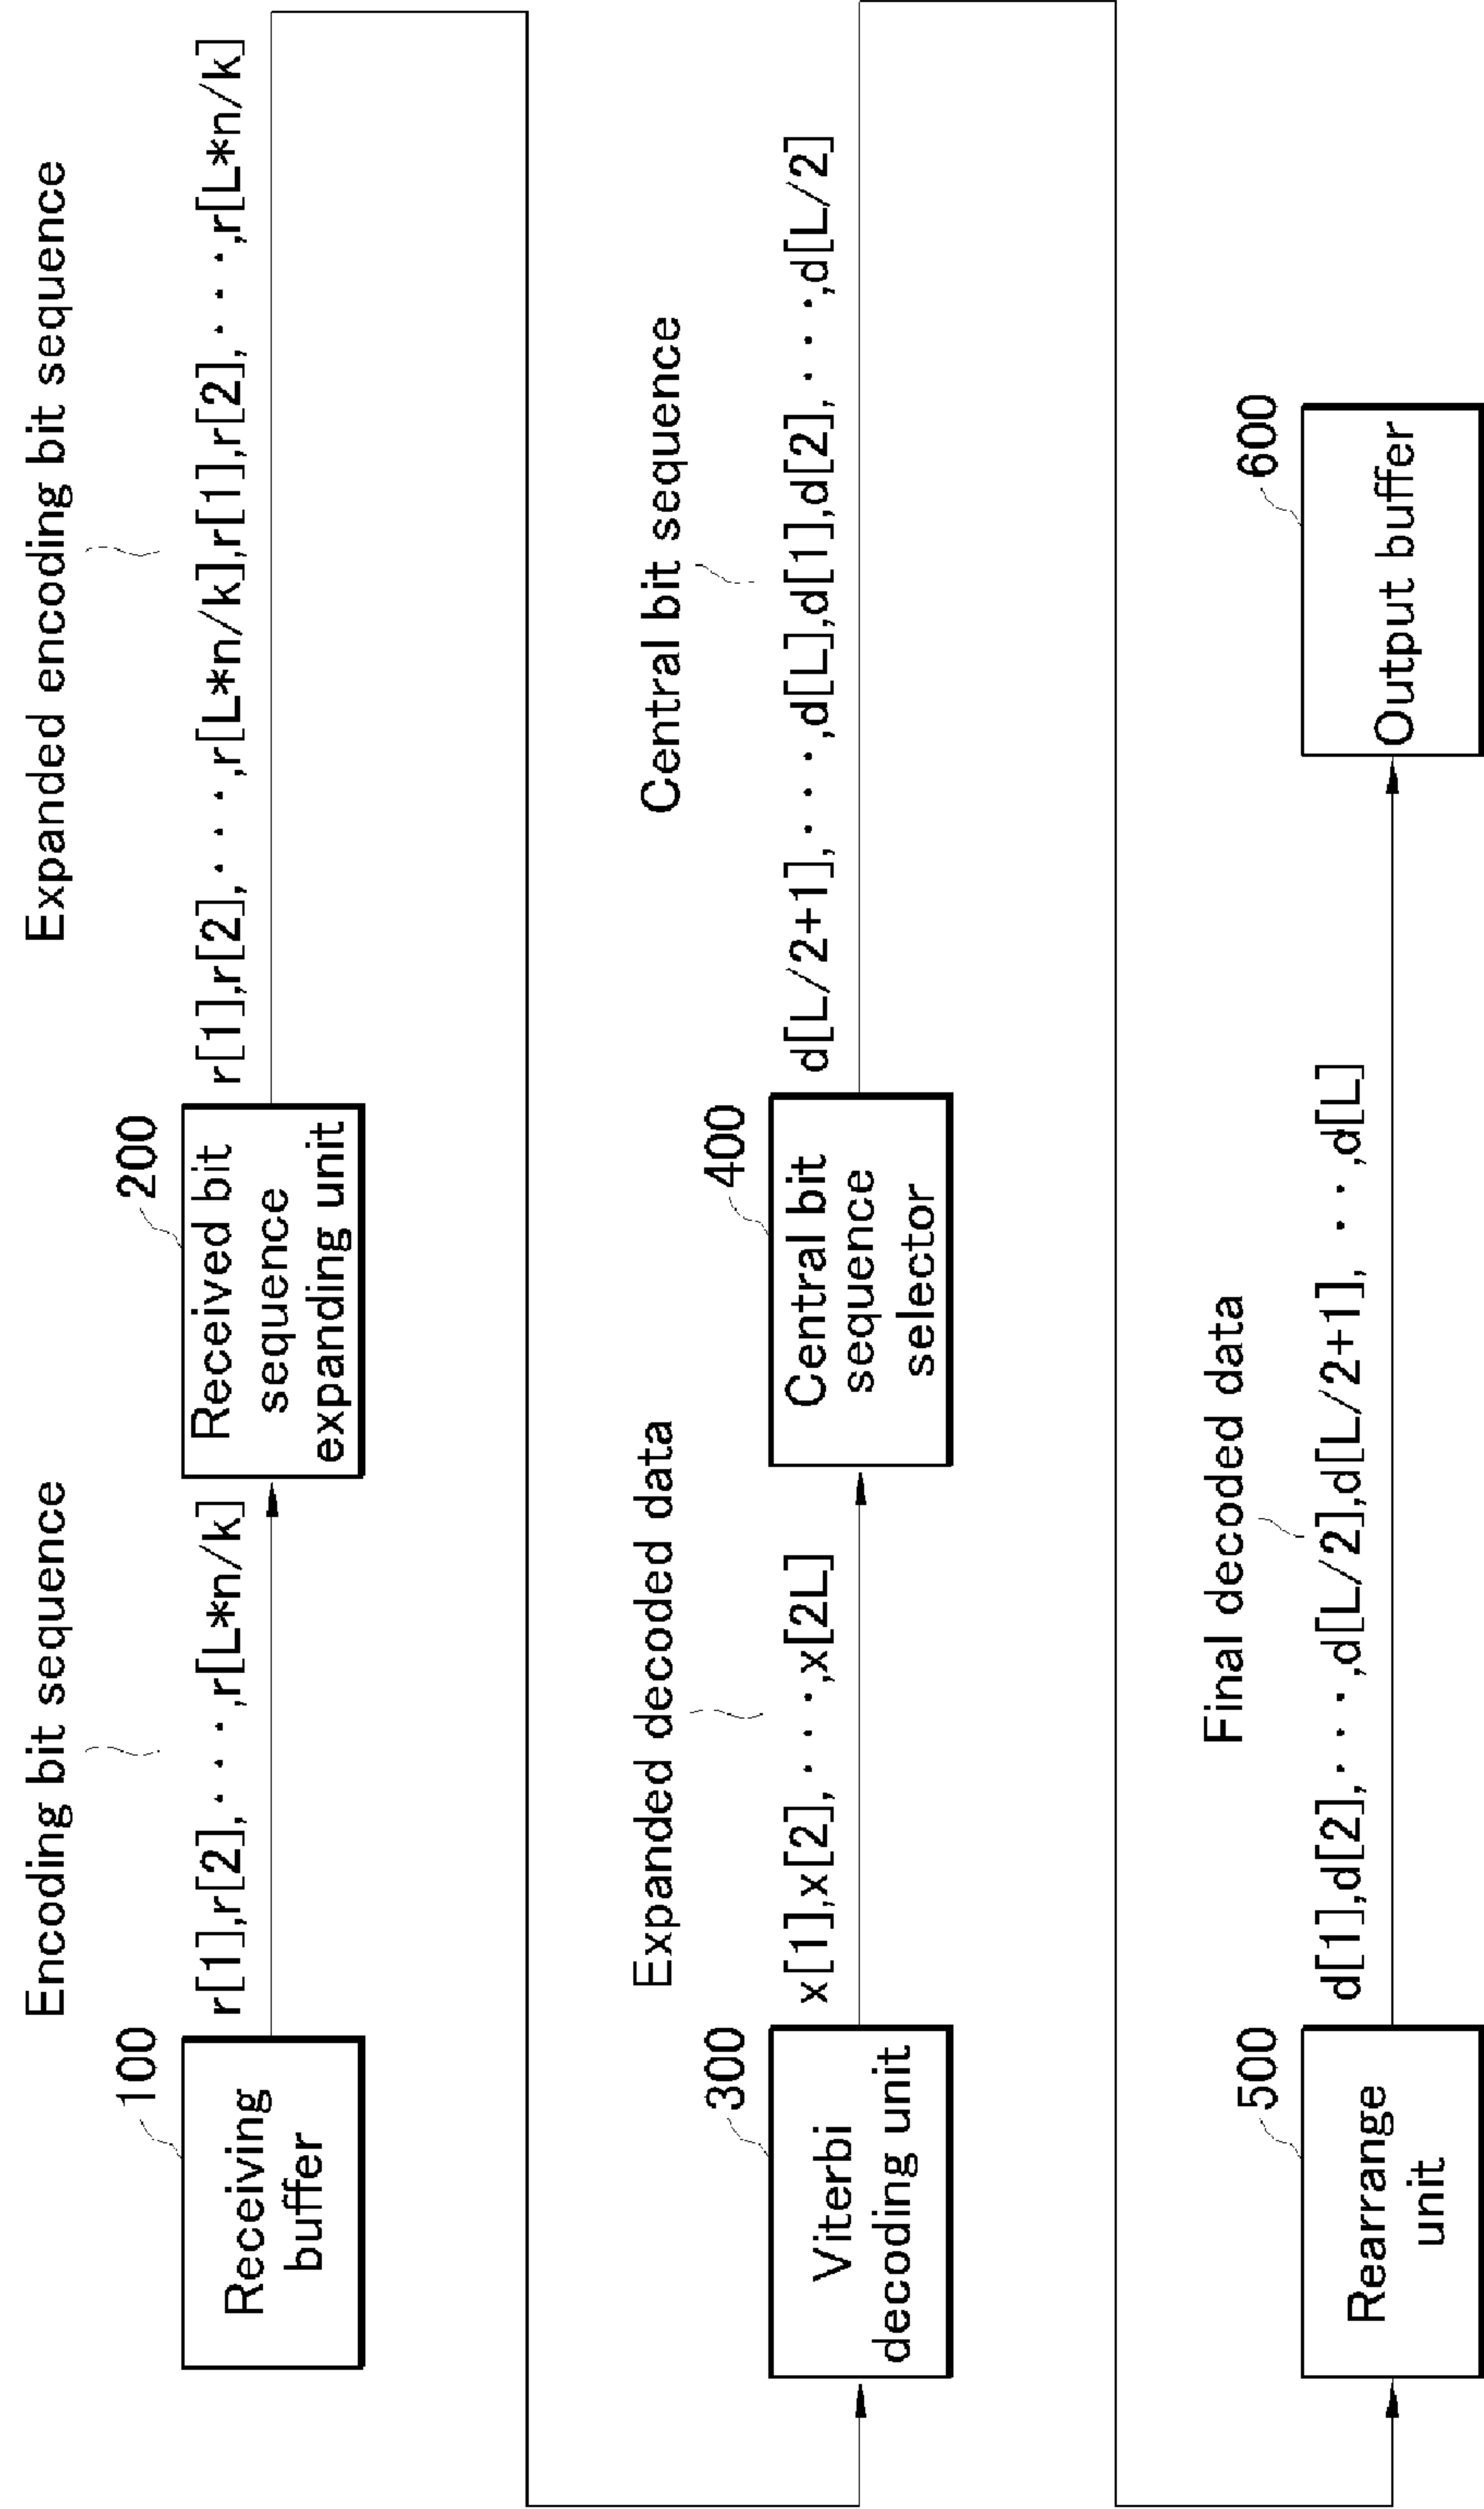 Encoding bit sequence
Expanded encoding bit sequence
100
r[1],r[2],···,r[L*n/k]
200
r[1],r[2],···,r[L*n/k],r[1],r[2],···,r[L*n/k]
Receiving
buffer
Received bit
sequence
expanding unit
Expanded decoded data
Central bit sequence
300
x[1],x[2],···,x[2L]
400
d[L/2+1],···,d[L],d[1],d[2],···,d[L/2]
Viterbi
decoding unit
Central bit
sequence
selector
Final decoded data
500
d[1],d[2],···,d[L/2],d[L/2+1],···,d[L]
600
Rearrange
unit
Output buffer